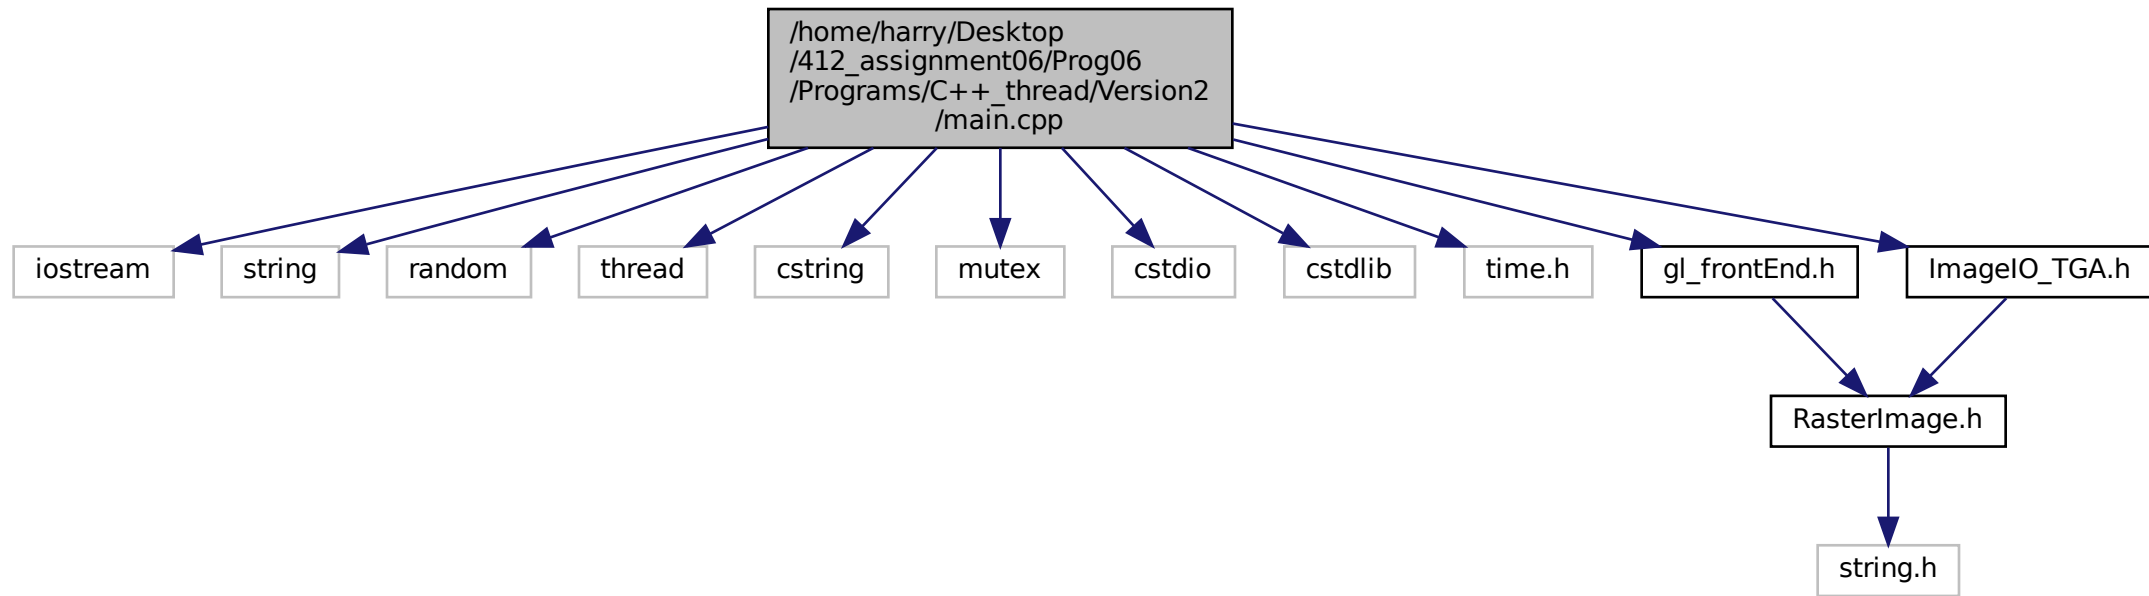 /home/harry/Desktop
/412_assignment06/Prog06
/Programs/C++_thread/Version2
/main.cpp
iostream
string
random
thread
cstring
mutex
cstdio
cstdlib
time.h
gl_frontEnd.h
ImageIO_TGA.h
RasterImage.h
string.h